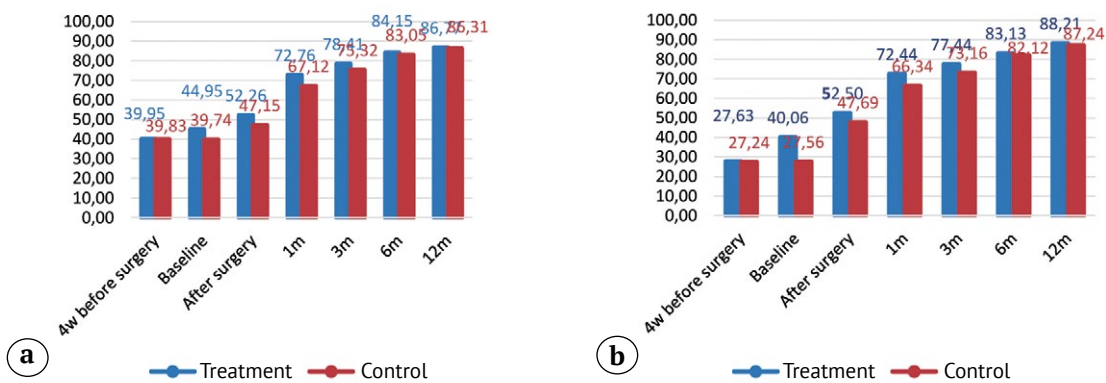 100,00
90,00
80,00
70,00
60,00
50,00
40,00
30,00
20,00
10,00
0,00
39,95
39,83
44,95
39,74
52,26
47,15
72,76
67,12
78,41
75,32
84,15
83,05
86,77
86,31
4w before surgery
Baseline
After surgery
1m
3m
6m
12m
a
Treatment
Control
100,00
90,00
80,00
70,00
60,00
50,00
40,00
30,00
20,00
10,00
0,00
27,63
27,24
40,06
27,56
52,50
47,69
72,44
66,34
77,44
73,16
83,13
82,12
88,21
87,24
4w before surgery
Baseline
After surgery
1m
3m
6m
12m
b
Treatment
Control